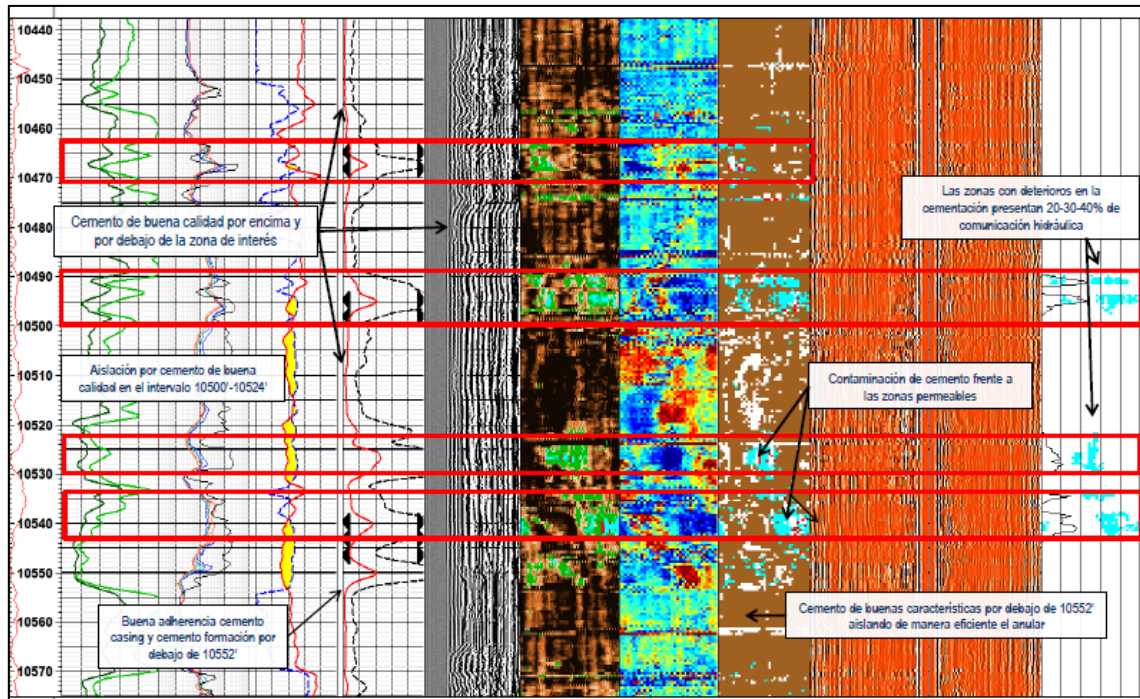 10440
10450
10460
10470
10480
10490
10500
10510
10520
10530
10540
10550
10560
10570
Cemento de buena calidad por encima y
por debajo de la zona de interés
Las zonas con deterioros en la
cementación presentan 20-30-40% de
comunicación hidráulica
Aislación por cemento de buena
calidad en el intervalo 10500'-10524'
Contaminación de cemento frente a
las zonas permeables
Buena adherencia cemento
casing y cemento formación por
debajo de 10552'
Cemento de buenas características por debajo de 10552'
aislando de manera eficiente el anular